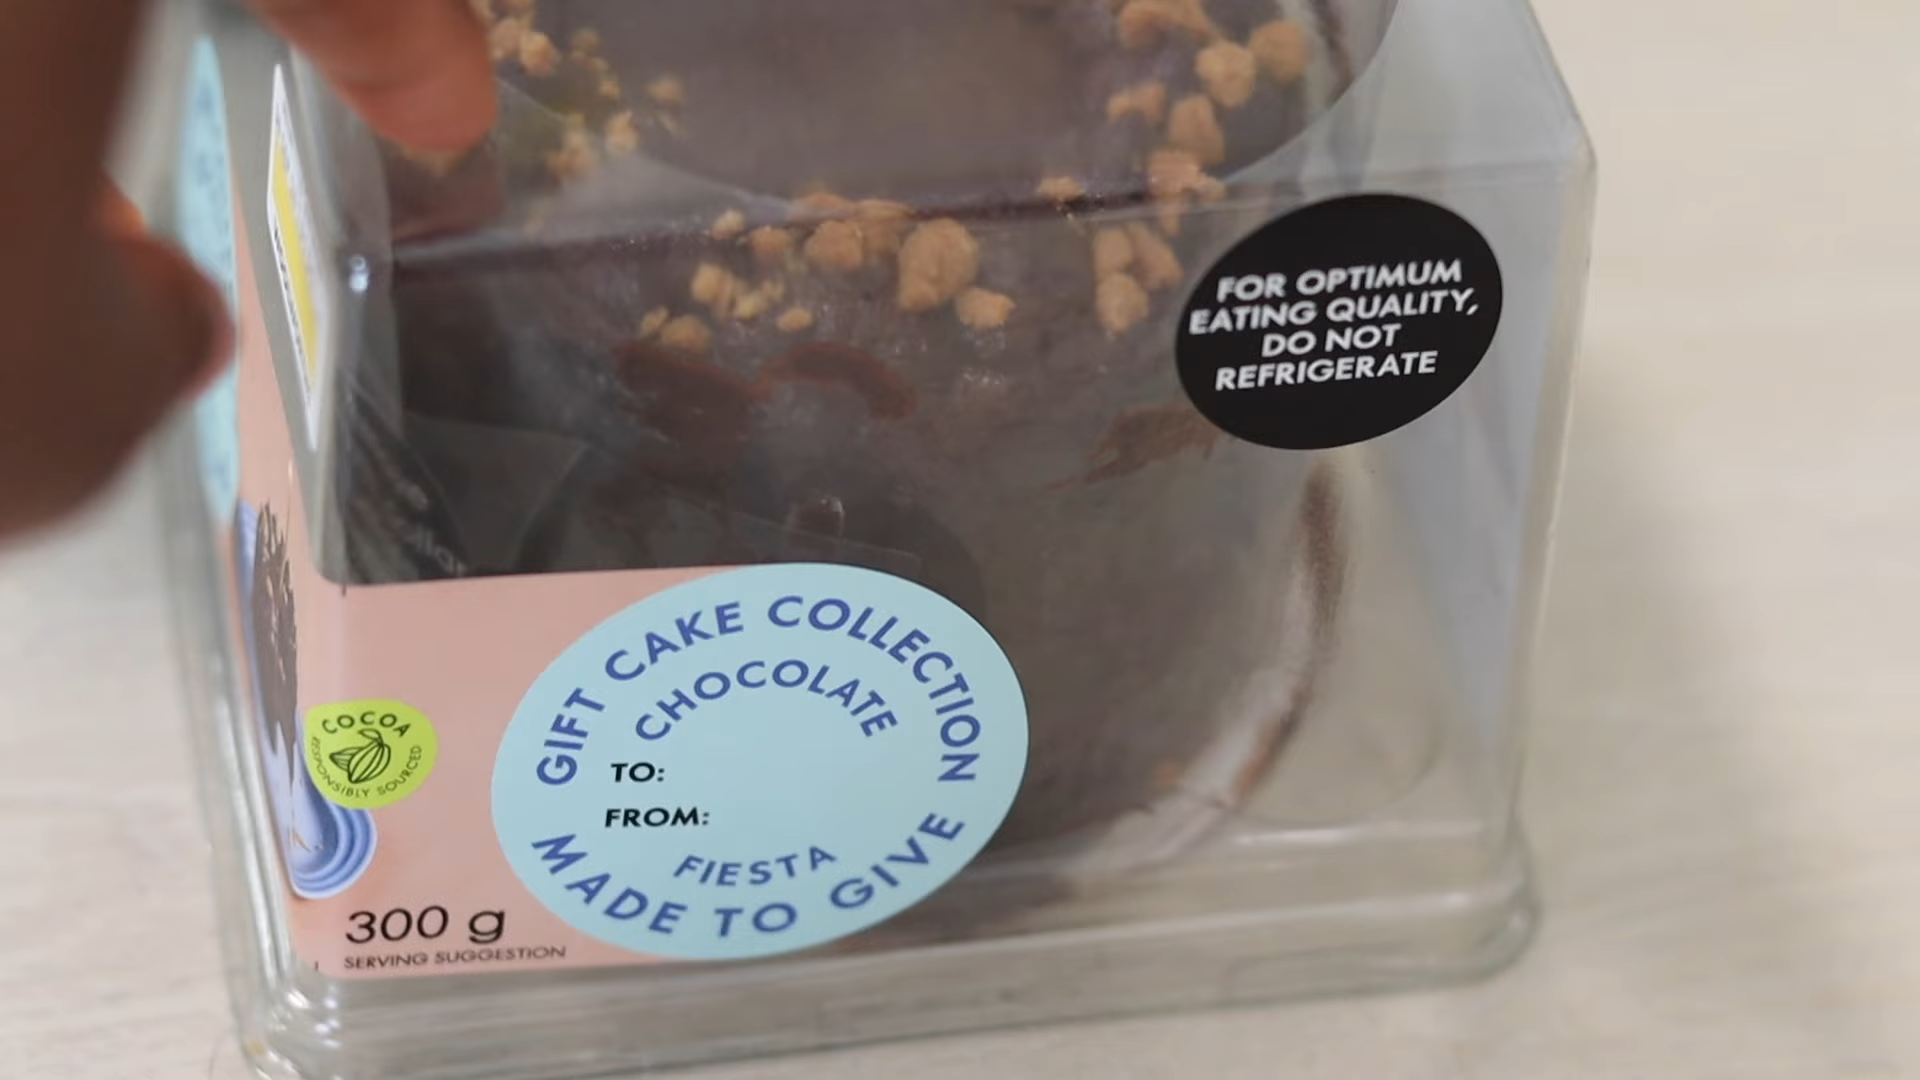 FOR OPTIMUM
EATING QUALITY,
DO NOT
REFRIGERATE
GIFT CAKE COLLECTION
CHOCOLATE
TO:
FROM:
FIESTA
MADE TO GIVE
COCOA
RESPONSIBLY SOURCED
300 g
SERVING SUGGESTION